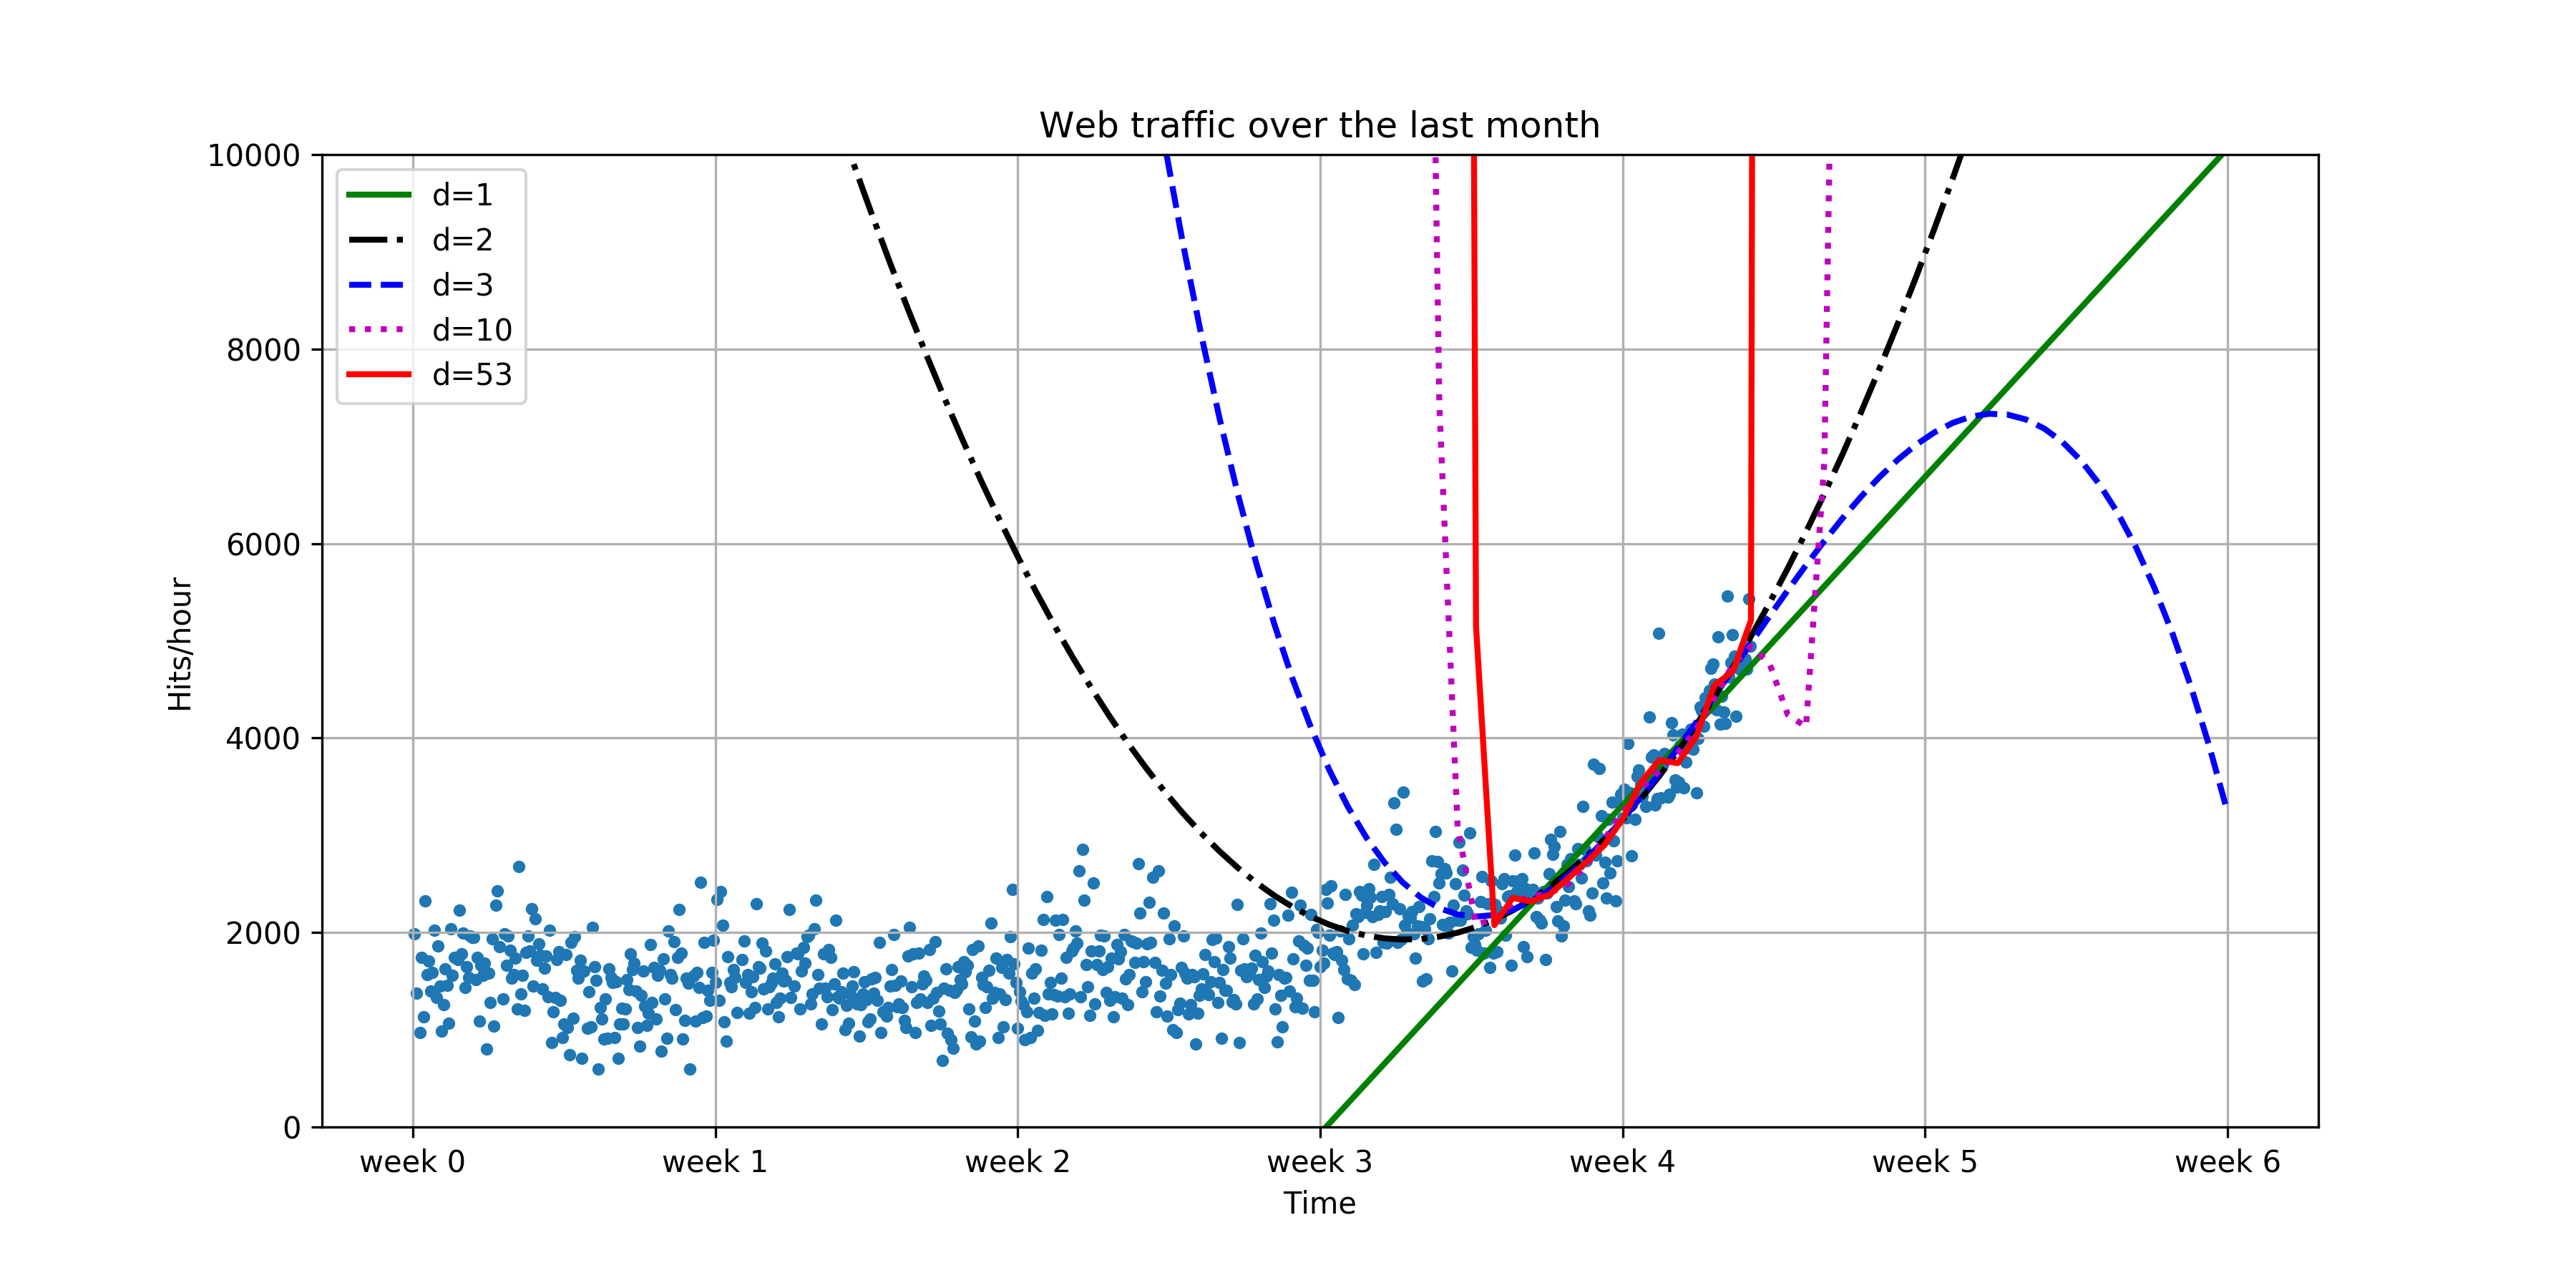 Web traffic over the last month
10000
8000
6000
4000
2000
0
Hits/hour
d=1
d=2
d=3
d=10
d=53
week 0 week 1 week 2 week 3 week 4 week 5 week 6
Time